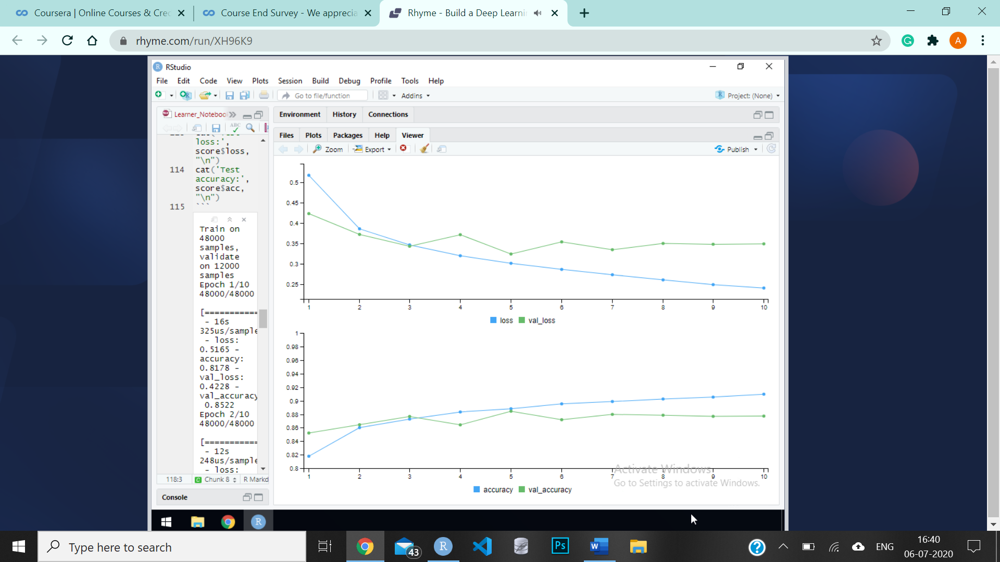 Coursera | Online Courses & Cred
Course End Survey - We apprecia
Rhyme - Build a Deep Learnin
rhyme.com/run/XH96K9
A
R RStudio
File Edit Code View Plots Session Build Debug Profile Tools Help
Go to file/function
Addins
Project: (None)
Learner_Notebook
ABC
loss:',
score$loss,
"\n")
114 cat('Test
accuracy:',
score$acc,
"\n")
115 ```
Train on
48000
samples,
validate
on 12000
samples
Epoch 1/10
48000/48000
[===========
- 16s
325us/sample
- loss:
0.5165 -
accuracy:
0.8178 -
val_loss:
0.4228 -
val_accuracy
0.8522
Epoch 2/10
48000/48000
[===========
- 12s
248us/sample
- loss:
118:3 C Chunk 8 R Markd
Console
Environment History Connections
Files Plots Packages Help Viewer
Zoom Export Publish
0.5
0.45
0.4
0.35
0.3
0.25
1 2 3 4 5 6 7 8 9 10
loss val_loss
1
0.98
0.96
0.94
0.92
0.9
0.88
0.86
0.84
0.82
0.8
1 2 3 4 5 6 7 8 9 10
accuracy val_accuracy
Activate Windows
Go to Settings to activate Windows.
R
Type here to search
43
R
Ps
W
?
ENG
16:40
06-07-2020